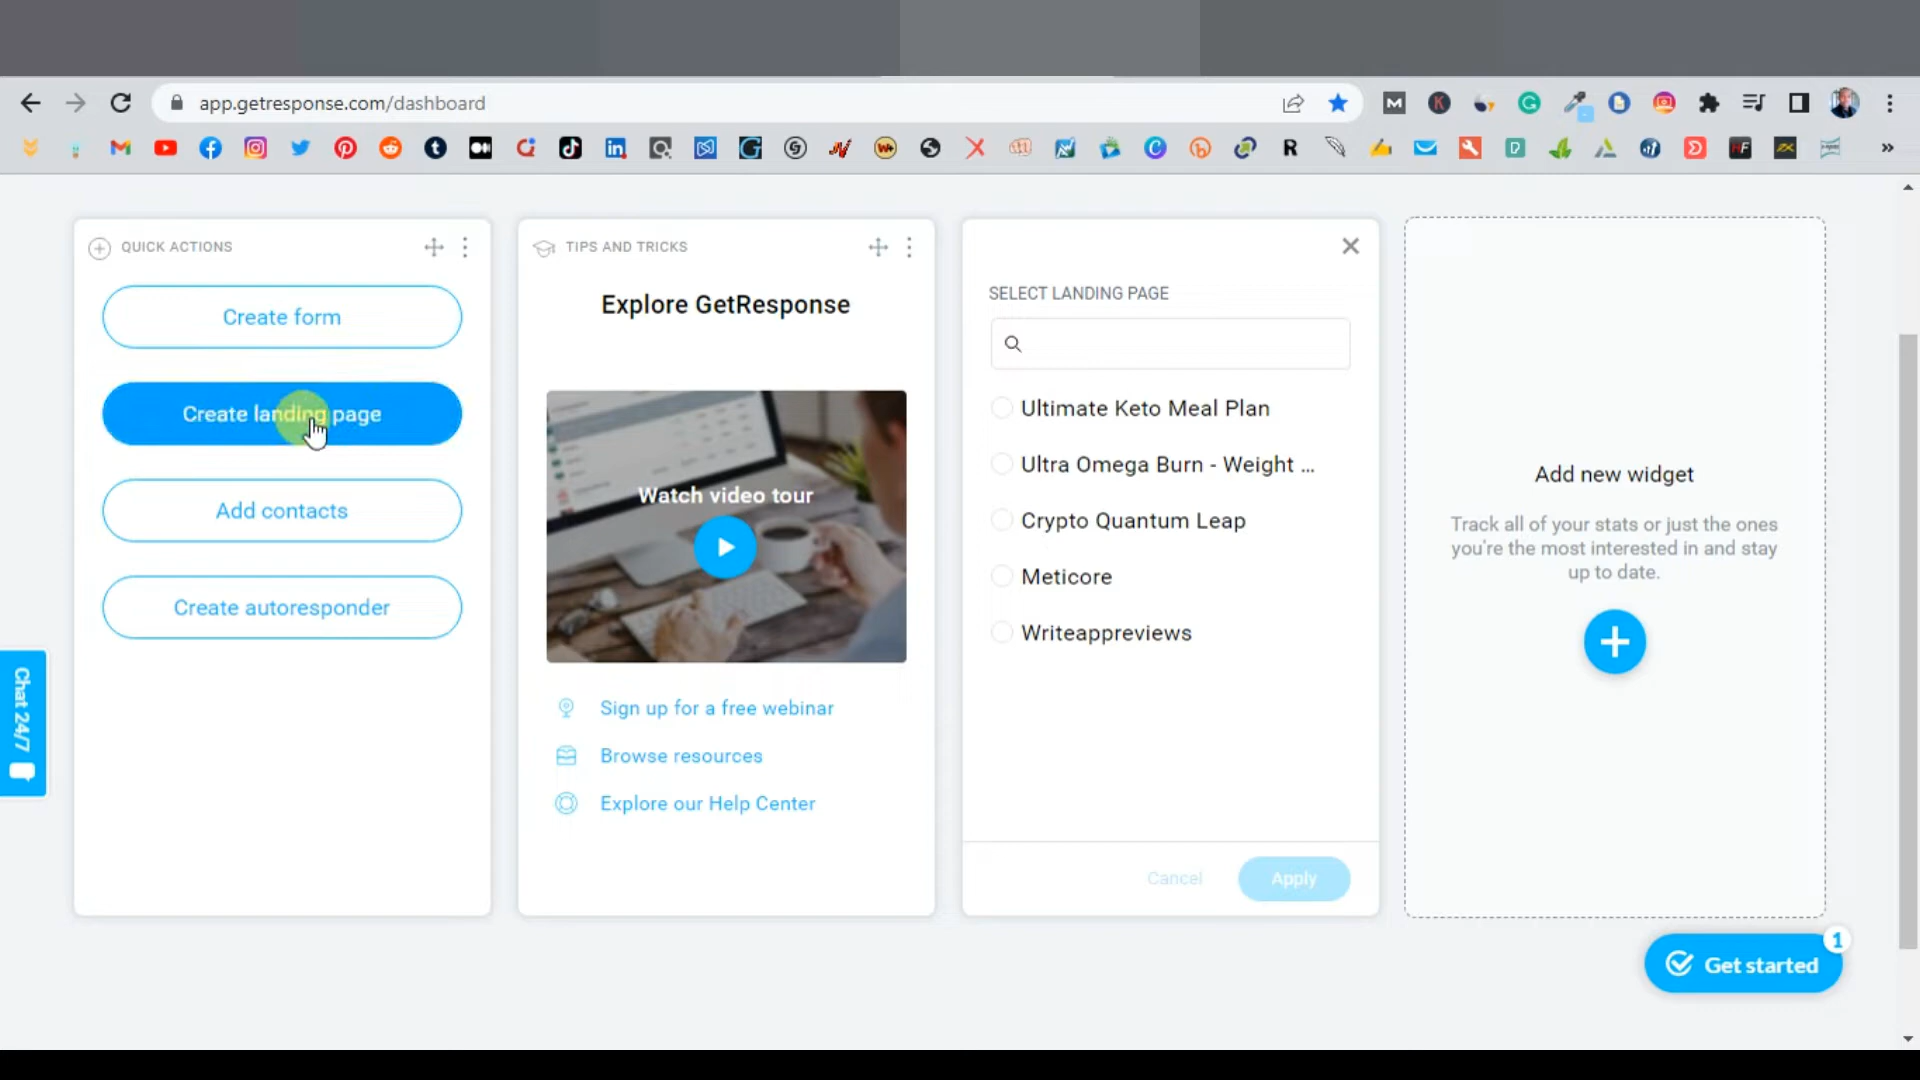 app.getresponse.com/dashboard
QUICK ACTIONS
Create form
Create landing page
Add contacts
Create autoresponder
TIPS AND TRICKS
Explore GetResponse
Watch video tour
Sign up for a free webinar
Browse resources
Explore our Help Center
SELECT LANDING PAGE
Ultimate Keto Meal Plan
Ultra Omega Burn - Weight ...
Crypto Quantum Leap
Meticore
Writeappreviews
Cancel
Apply
Add new widget
Track all of your stats or just the ones
you're the most interested in and stay
up to date.
Chat 24/7
1
Get started